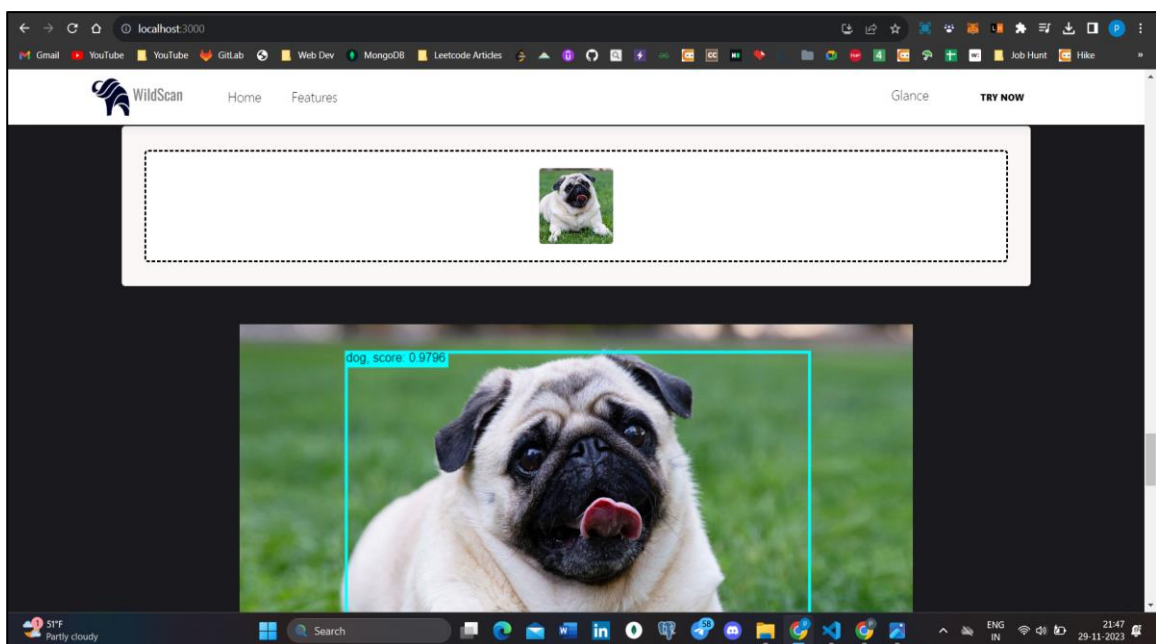 localhost:3000
Gmail YouTube YouTube GitLab Web Dev MongoDB Leetcode Articles Job Hunt Hike »
WildScan Home Features Glance TRY NOW
dog, score: 0.9796
51°F
Partly cloudy
Search
58
ENG
IN
21:47
29-11-2023